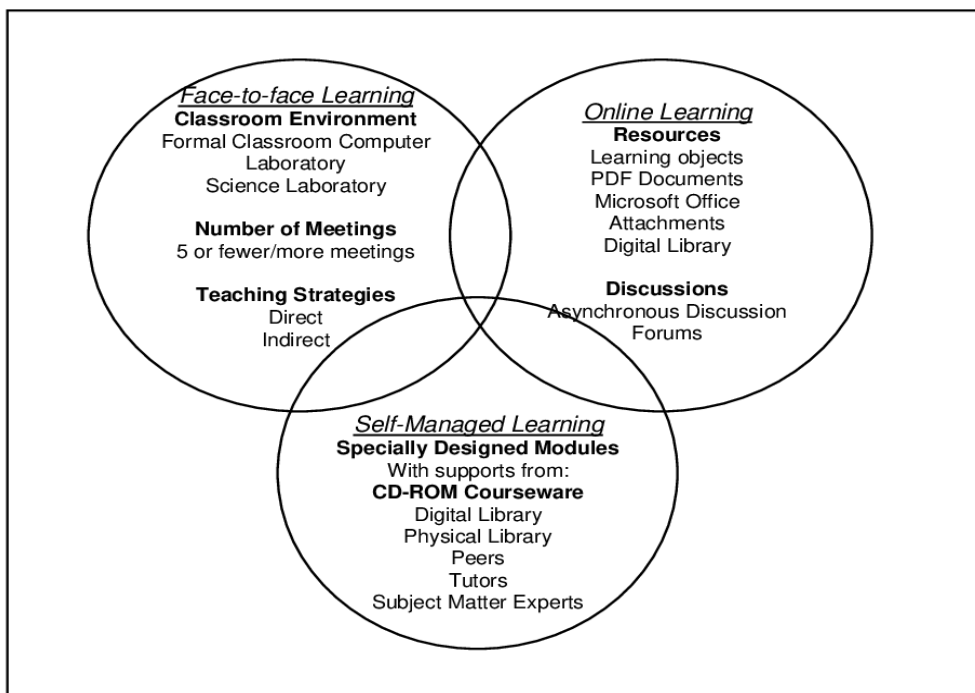 Face-to-face Learning
Classroom Environment
Formal Classroom Computer
Laboratory
Science Laboratory
Number of Meetings
5 or fewer/more meetings
Teaching Strategies
Direct
Indirect
Online Learning
Resources
Learning objects
PDF Documents
Microsoft Office
Attachments
Digital Library
Discussions
Asynchronous Discussion
Forums
Self-Managed Learning
Specially Designed Modules
With supports from:
CD-ROM Courseware
Digital Library
Physical Library
Peers
Tutors
Subject Matter Experts